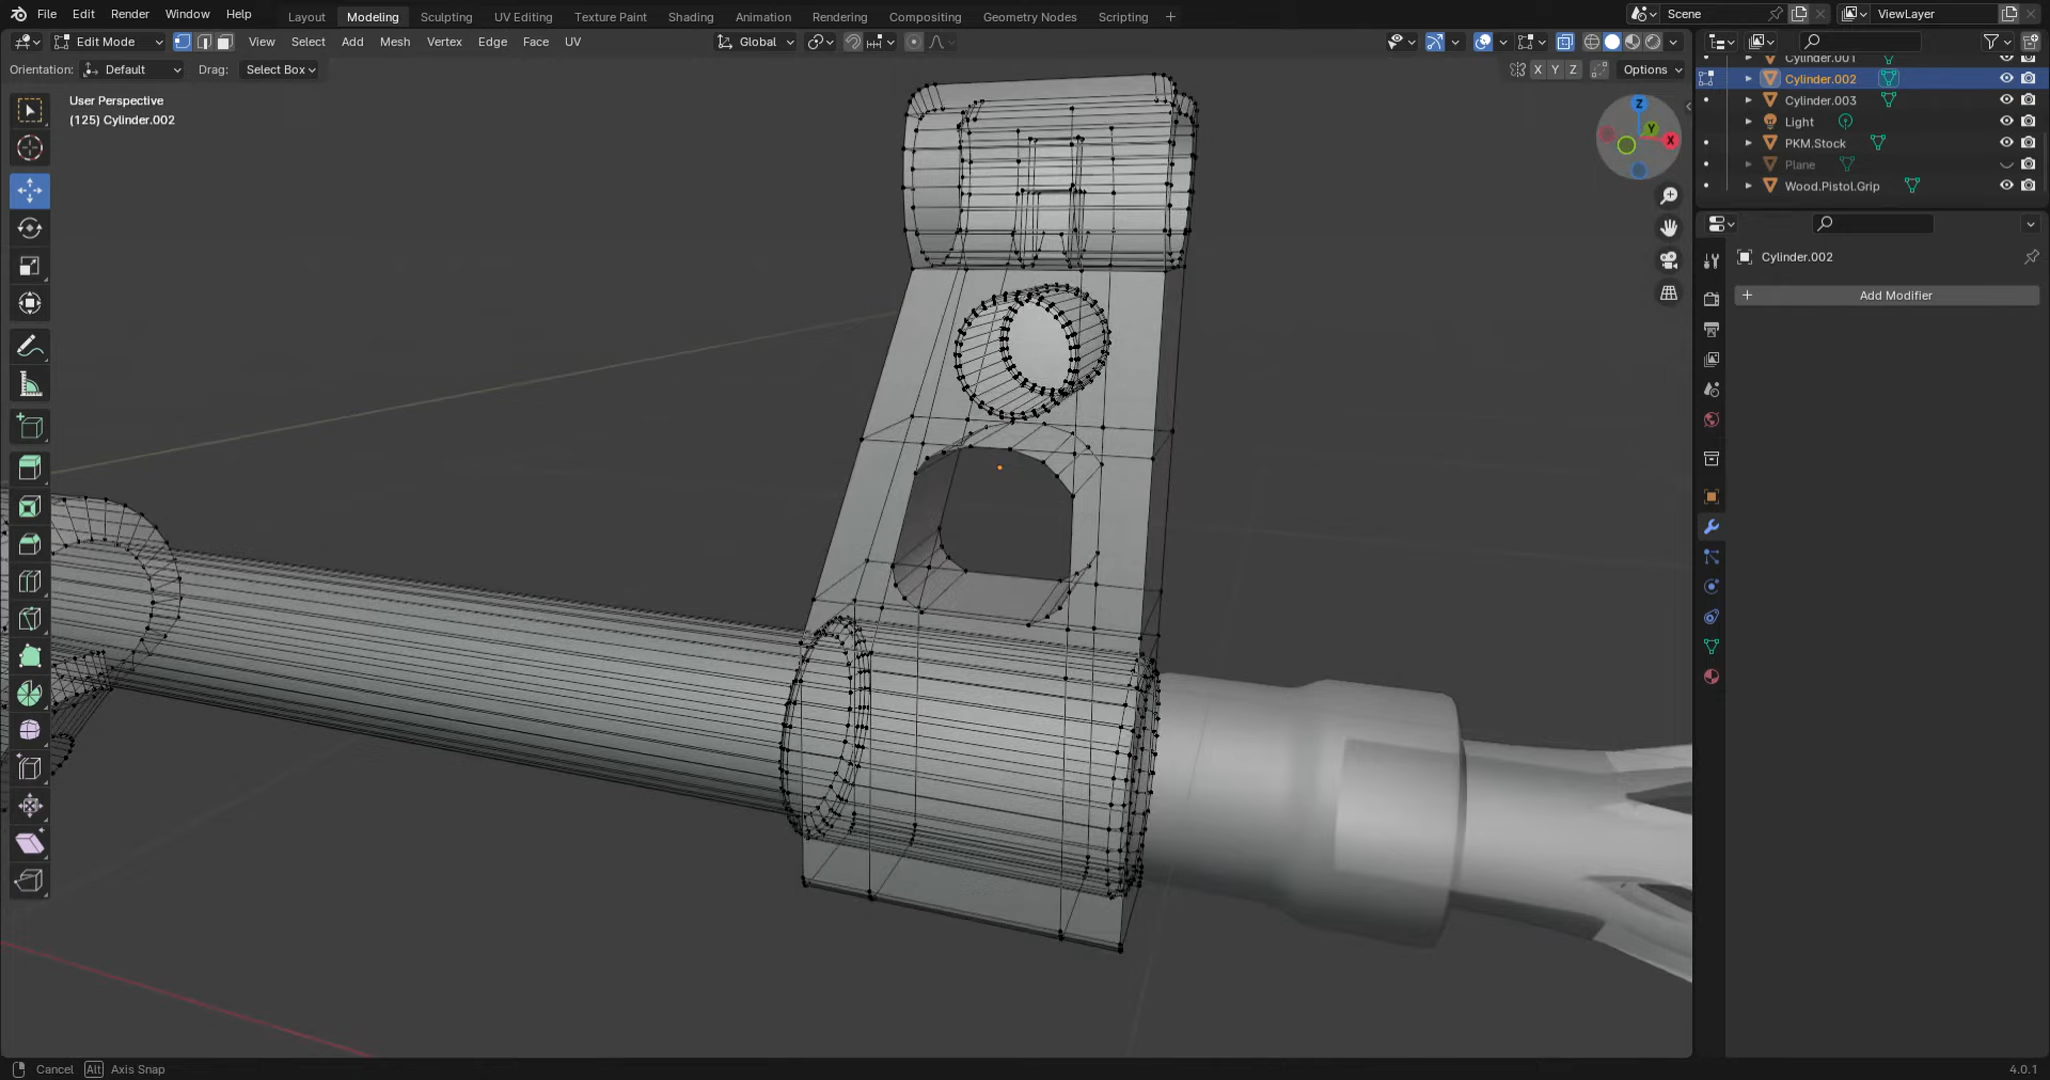 File Edit Render Window Help Layout Modeling Sculpting UV Editing Texture Paint Shading Animation Rendering Compositing Geometry Nodes Scripting + Scene ViewLayer
Edit Mode View Select Add Mesh Vertex Edge Face UV Global
Orientation: Default Drag: Select Box X Y Z Options
User Perspective
(125) Cylinder.002
Z
Y
X
Cylinder.001
Cylinder.002
Cylinder.003
Light
PKM.Stock
Plane
Wood.Pistol.Grip
Cylinder.002
+ Add Modifier
Cancel Alt Axis Snap 4.0.1